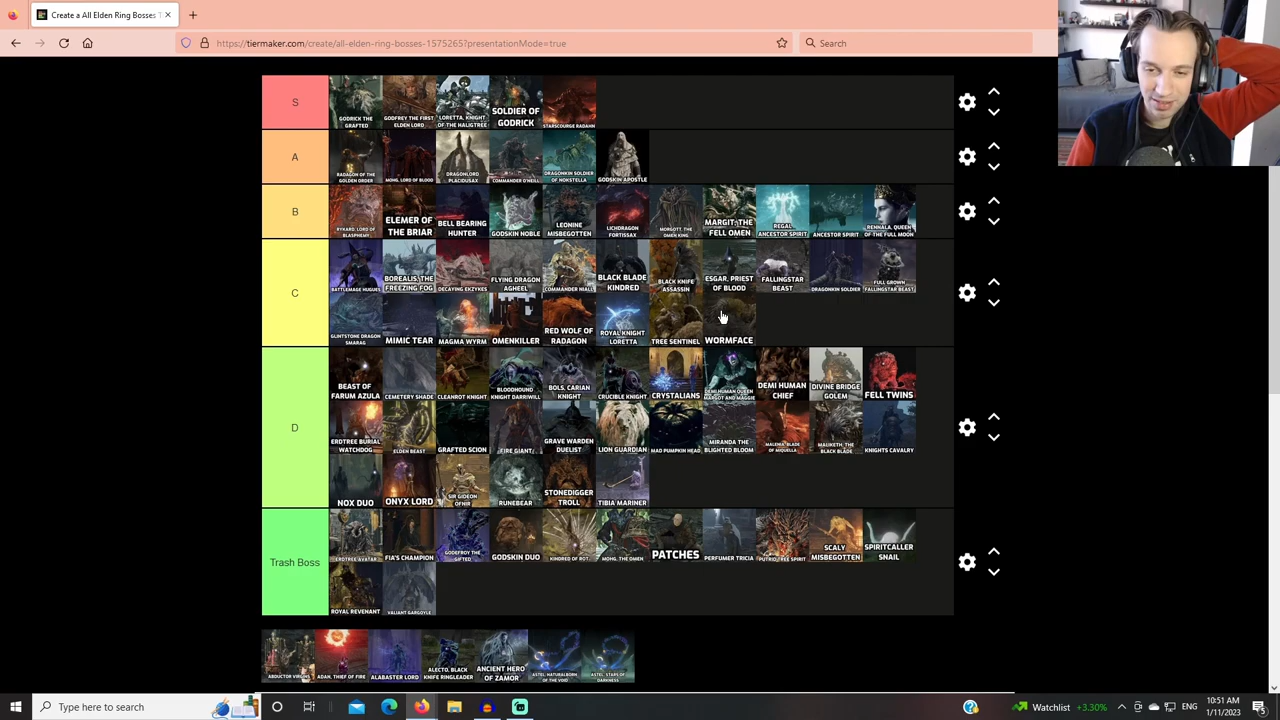 Create a All Elden Ring Bosses T
https://tiermaker.com/create/all-elden-ring-bosses-1575265?presentationMode=true
Search
S
GODRICK THE GRAFTED
GODFREY THE FIRST ELDEN LORD
LORETTA, KNIGHT OF THE HALIGTREE
SOLDIER OF GODRICK
STARSCOURGE RADAHN
A
RADAGON OF THE GOLDEN ORDER
MOHG, LORD OF BLOOD
DRAGONLORD PLACIDUSAX
COMMANDER O'NEILL
DRAGONKIN SOLDIER OF NOKSTELLA
GODSKIN APOSTLE
B
RYKARD, LORD OF BLASPHEMY
ELEMER OF THE BRIAR
BELL BEARING HUNTER
GODSKIN NOBLE
LEONINE MISBEGOTTEN
LICHDRAGON FORTISSAX
MORGOTT, THE OMEN KING
MARGIT, THE FELL OMEN
REGAL ANCESTOR SPIRIT
ANCESTOR SPIRIT
RENNALA, QUEEN OF THE FULL MOON
C
BATTLEMAGE HUGUES
BOREALIS, THE FREEZING FOG
DECAYING EKZYKES
FLYING DRAGON AGHEEL
COMMANDER NIALL
BLACK BLADE KINDRED
BLACK KNIFE ASSASSIN
ESGAR, PRIEST OF BLOOD
FALLINGSTAR BEAST
DRAGONKIN SOLDIER
FULL GROWN FALLINGSTAR BEAST
GLINTSTONE DRAGON SMARAG
MIMIC TEAR
MAGMA WYRM
OMENKILLER
RED WOLF OF RADAGON
ROYAL KNIGHT LORETTA
TREE SENTINEL
WORMFACE
D
BEAST OF FARUM AZULA
CEMETERY SHADE
CLEANROT KNIGHT
BLOODHOUND KNIGHT DARRIWILL
BOLS, CARIAN KNIGHT
CRUCIBLE KNIGHT
CRYSTALIANS
DEMI HUMAN QUEEN MARGOT AND MAGGIE
DEMI HUMAN CHIEF
DIVINE BRIDGE GOLEM
FELL TWINS
ERDTREE BURIAL WATCHDOG
ELDEN BEAST
GRAFTED SCION
FIRE GIANT
GRAVE WARDEN DUELIST
LION GUARDIAN
MAD PUMPKIN HEAD
MIRANDA THE BLIGHTED BLOOM
MALENIA, BLADE OF MIQUELLA
MALIKETH, THE BLACK BLADE
KNIGHTS CAVALRY
NOX DUO
ONYX LORD
SIR GIDEON OFNIR
RUNEBEAR
STONEDIGGER TROLL
TIBIA MARINER
Trash Boss
ERDTREE AVATAR
FIA'S CHAMPION
GODEFROY THE GIFTED
GODSKIN DUO
KINDRED OF ROT
MOHG, THE OMEN
PATCHES
PERFUMER TRICIA
PUTRID TREE SPIRIT
SCALY MISBEGOTTEN
SPIRITCALLER SNAIL
ROYAL REVENANT
VALIANT GARGOYLE
ABDUCTOR VIRGINS
ADAN, THIEF OF FIRE
ALABASTER LORD
ALECTO, BLACK KNIFE RINGLEADER
ANCIENT HERO OF ZAMOR
ASTEL, NATURALBORN OF THE VOID
ASTEL, STARS OF DARKNESS
Type here to search
Watchlist +3.30%
10:51 AM
1/11/2023